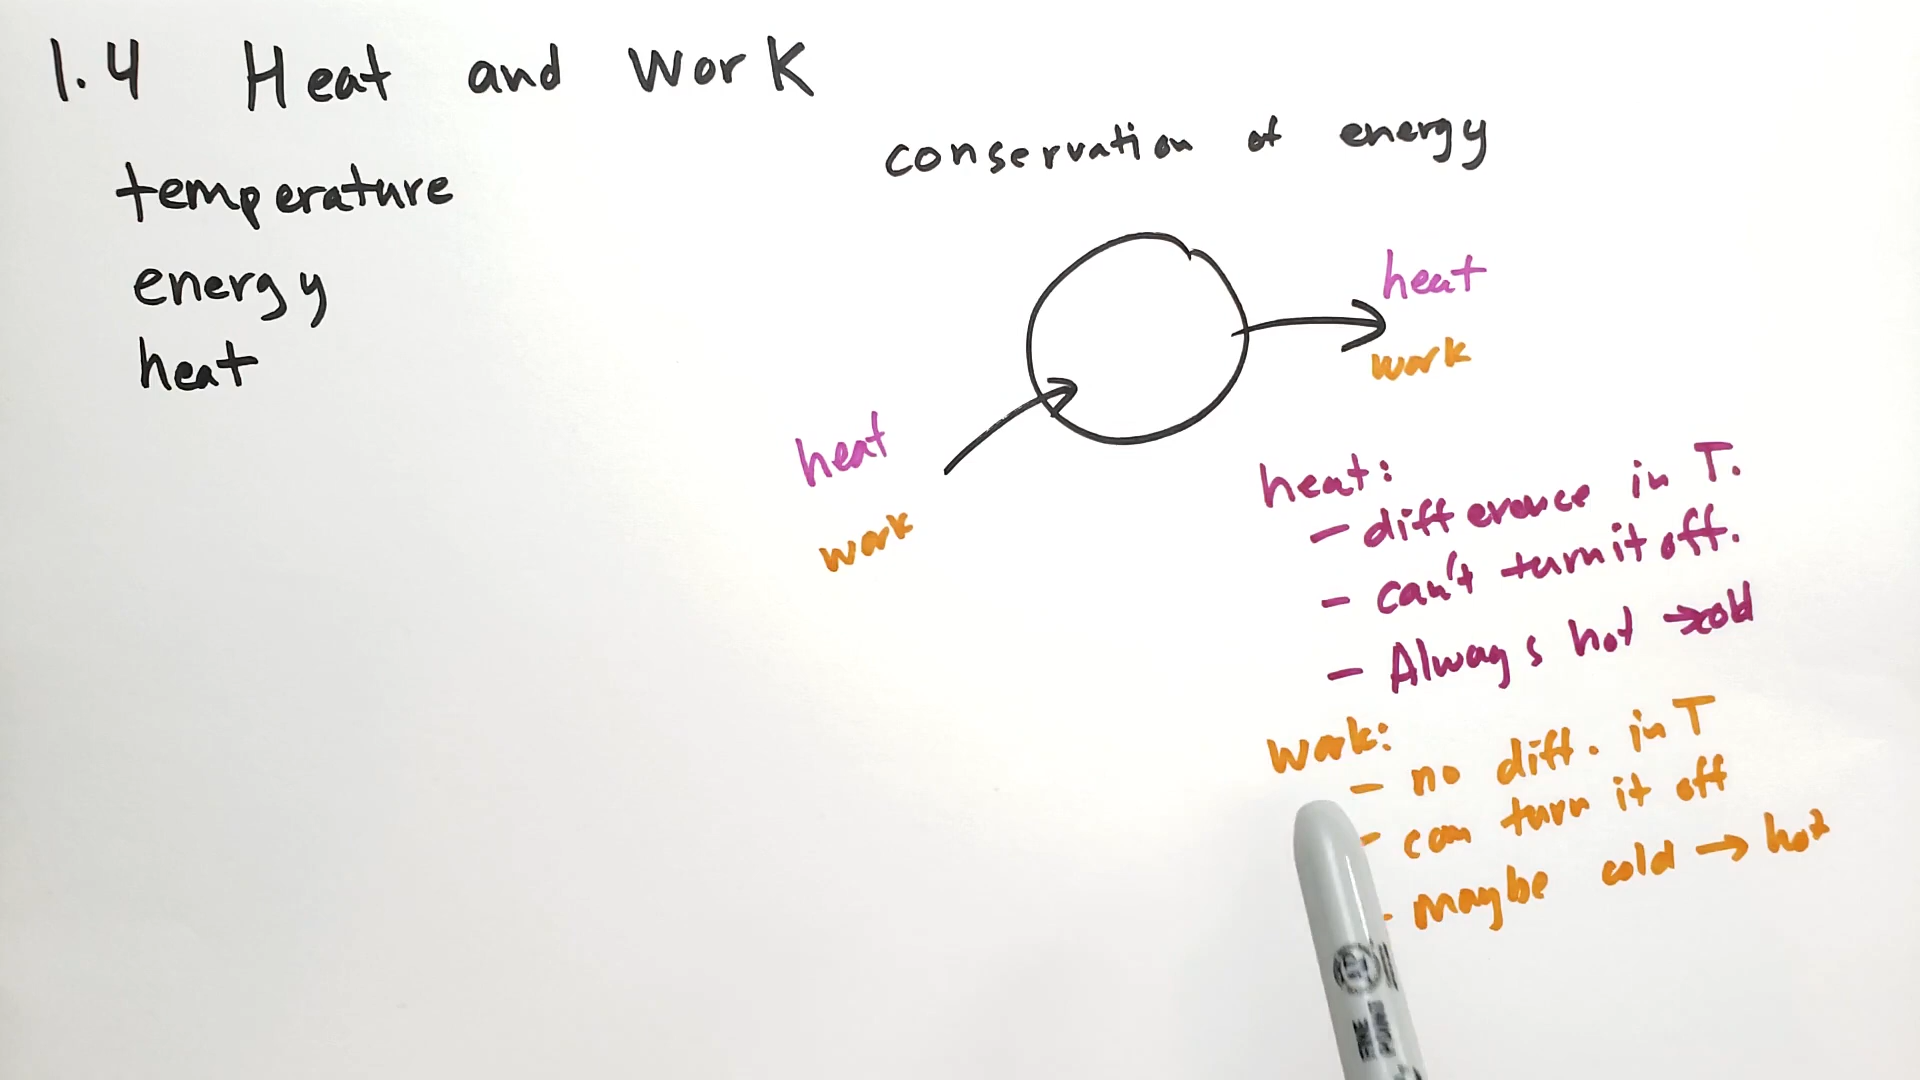 1.4 Heat and Work
temperature
energy
heat
conservation of energy
heat
work
heat
work
heat:
- difference in T.
- can't turn it off.
- Always hot → cold
work:
- no diff. in T
- can turn it off
- maybe cold → hot